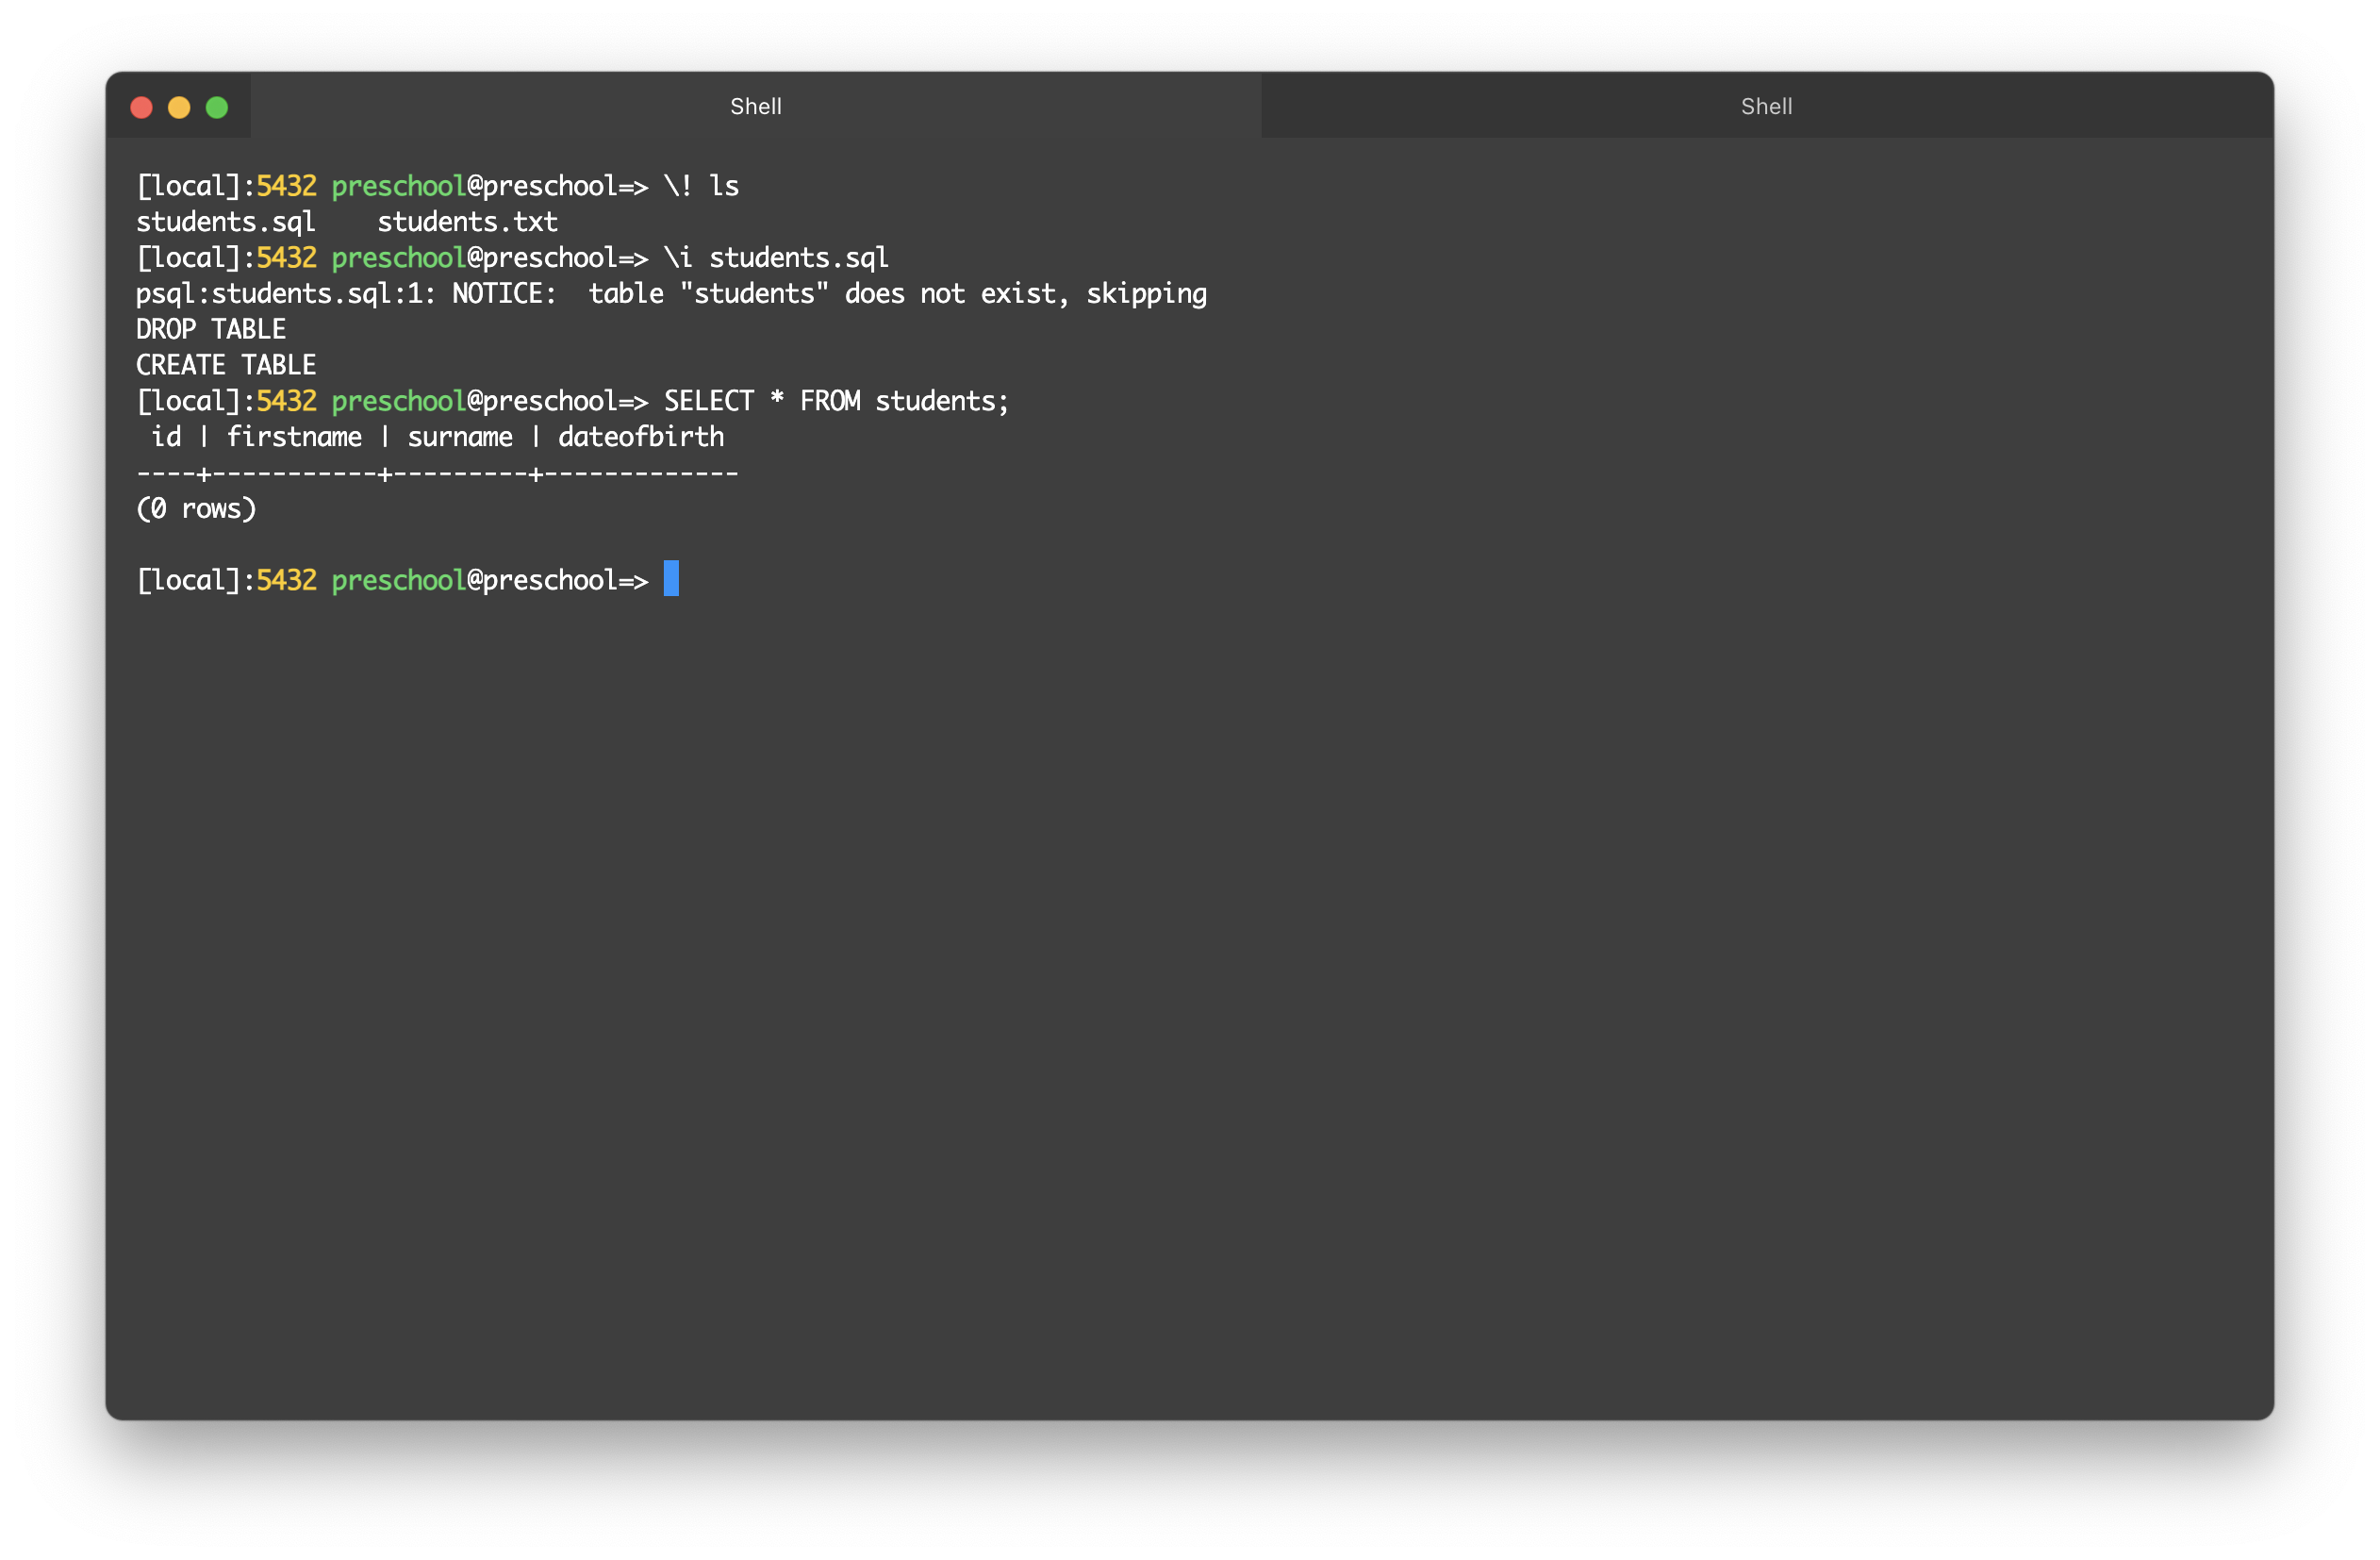 Shell
Shell
[local]:5432 preschool@preschool=> \! ls
students.sql    students.txt
[local]:5432 preschool@preschool=> \i students.sql
psql:students.sql:1: NOTICE:  table "students" does not exist, skipping
DROP TABLE
CREATE TABLE
[local]:5432 preschool@preschool=> SELECT * FROM students;
 id | firstname | surname | dateofbirth
----+-----------+---------+-------------
(0 rows)
[local]:5432 preschool@preschool=>